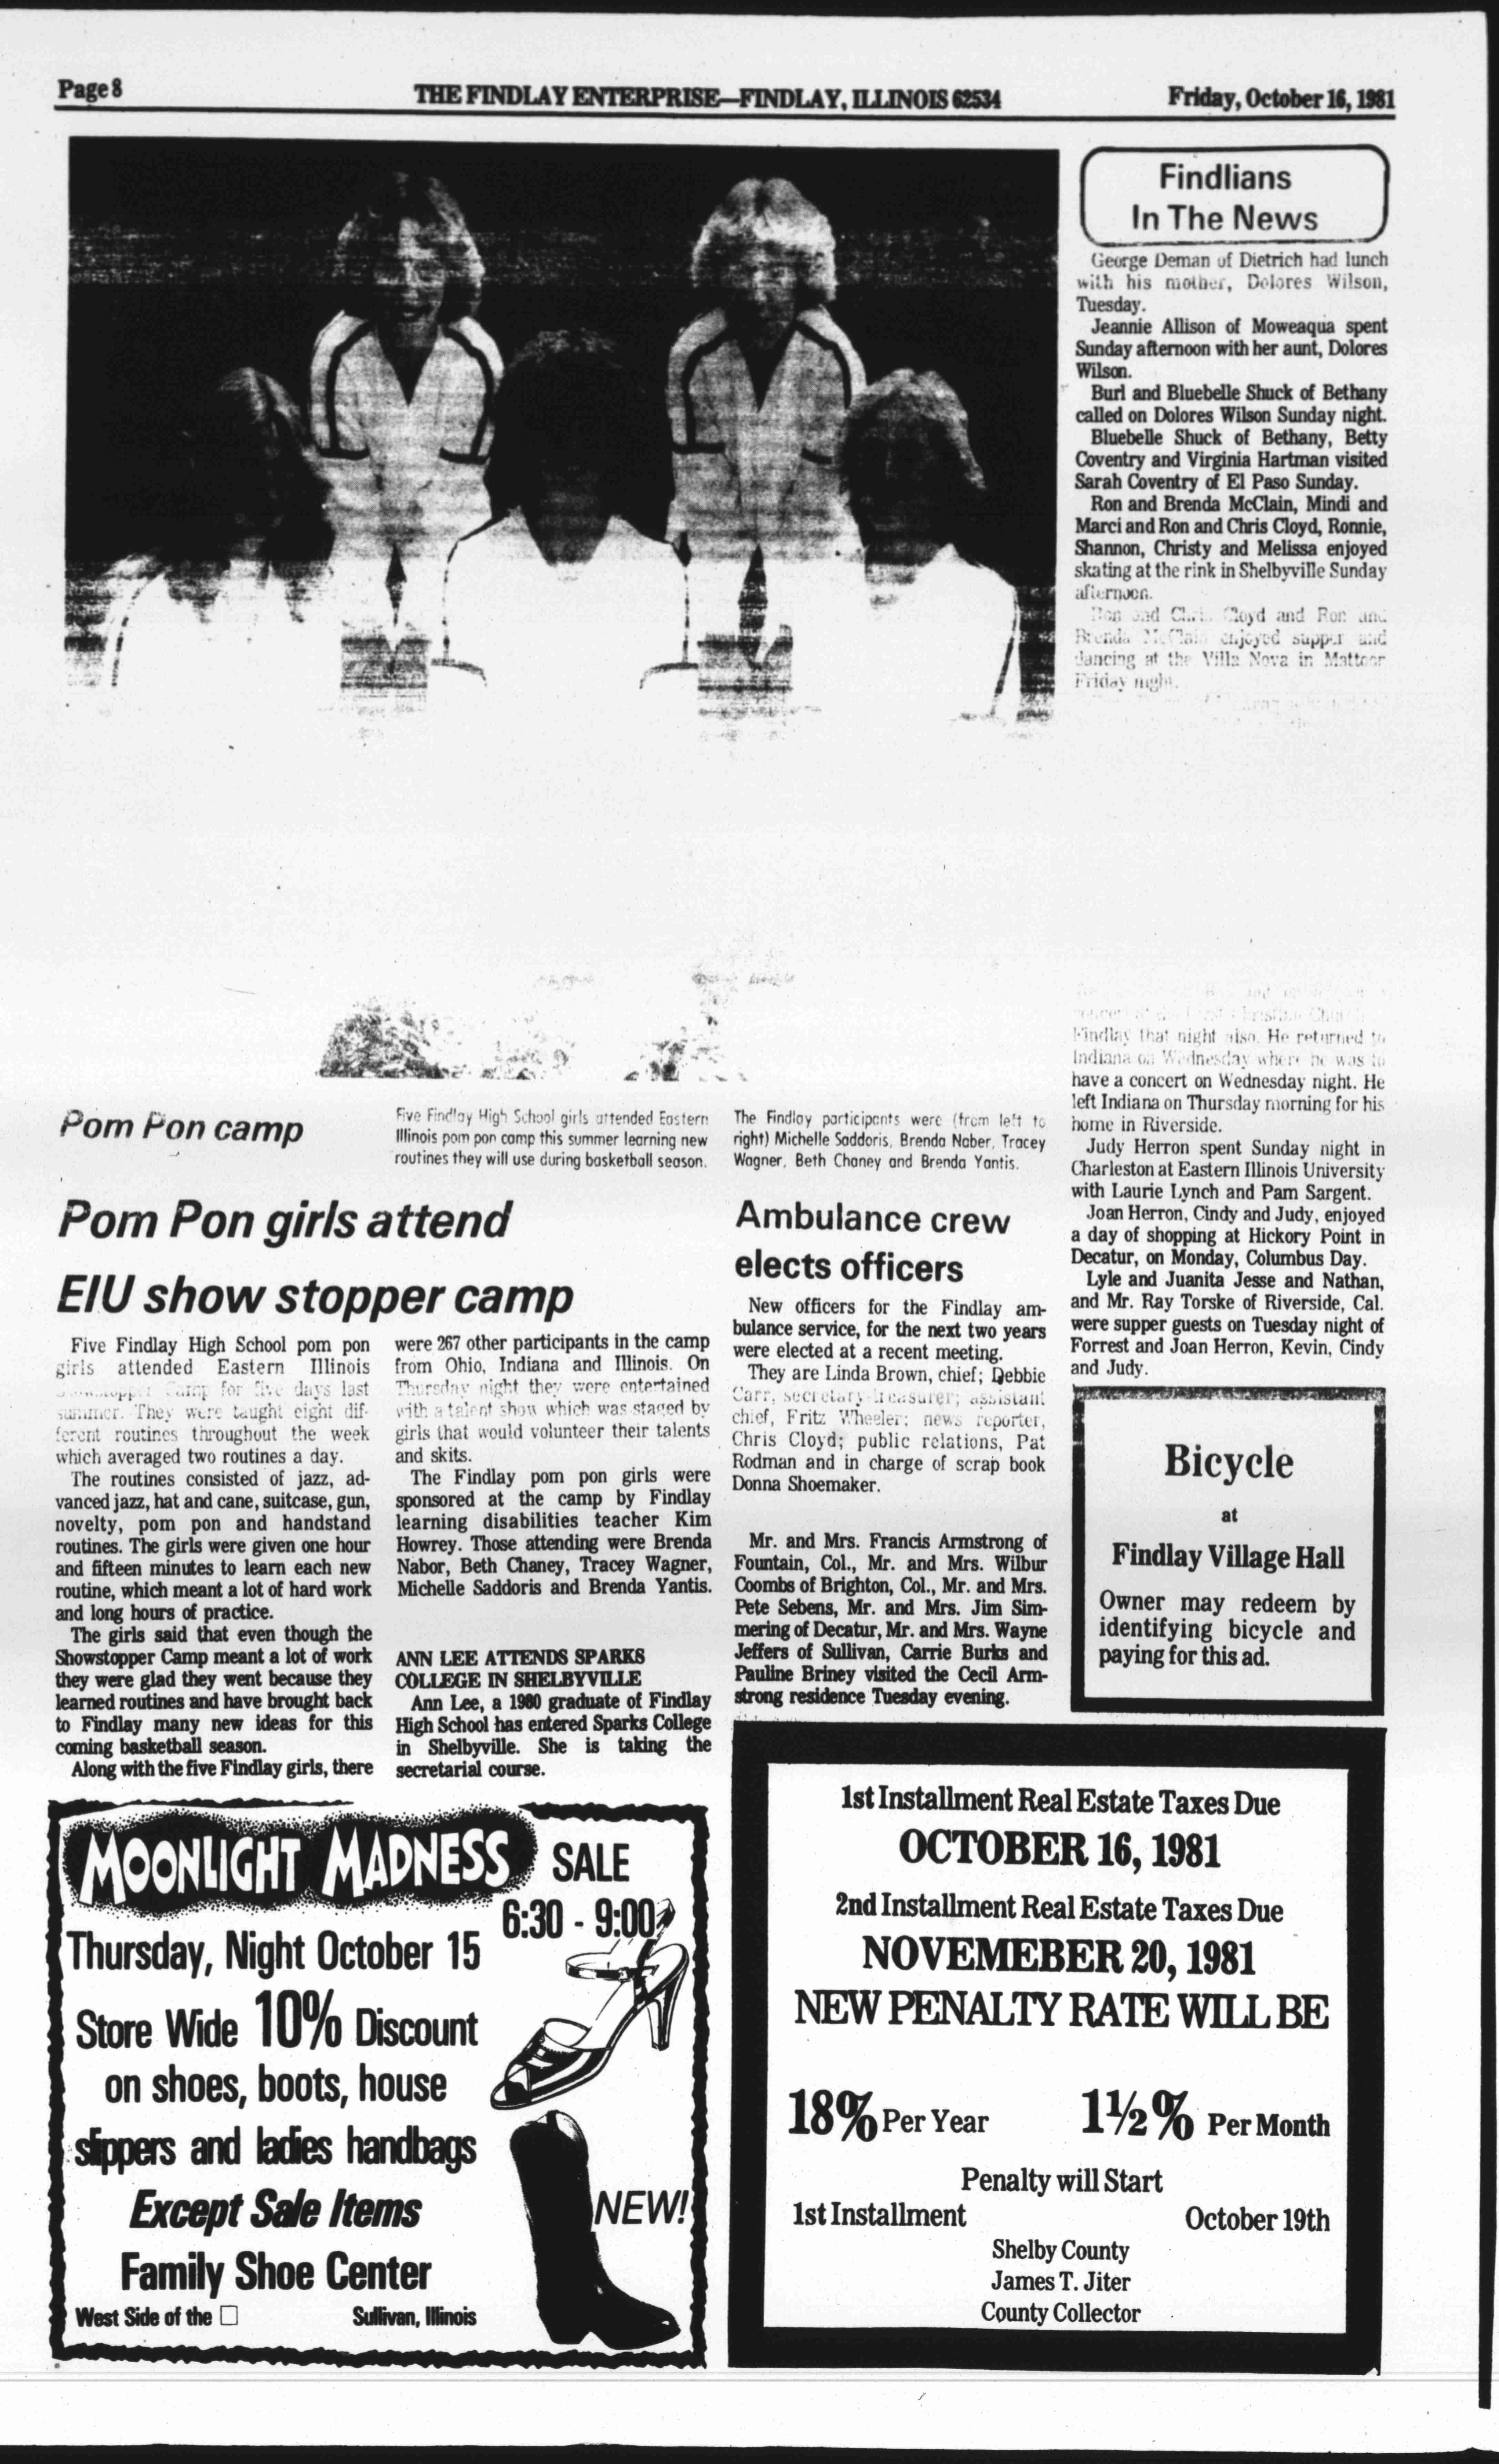 Page 8
THE FINDLAY ENTERPRISE—FINDLAY, ILLINOIS 62534
Friday, October 16, 1981
Findlians
In The News
George Deman of Dietrich had lunch
with his mother, Dolores Wilson,
Tuesday.
Jeannie Allison of Moweaqua spent
Sunday afternoon with her aunt, Dolores
Wilson.
Burl and Bluebelle Shuck of Bethany
called on Dolores Wilson Sunday night.
Bluebelle Shuck of Bethany, Betty
Coventry and Virginia Hartman visited
Sarah Coventry of El Paso Sunday.
Ron and Brenda McClain, Mindi and
Marci and Ron and Chris Cloyd, Ronnie,
Shannon, Christy and Melissa enjoyed
skating at the rink in Shelbyville Sunday
afternoon.
Ron and Chris Cloyd and Ron and
Brenda McClain enjoyed supper and
dancing at the Villa Nova in Mattoon
Friday night.
Findlay that night also. He returned to
Indiana on Wednesday where he was to
have a concert on Wednesday night. He
left Indiana on Thursday morning for his
home in Riverside.
Judy Herron spent Sunday night in
Charleston at Eastern Illinois University
with Laurie Lynch and Pam Sargent.
Joan Herron, Cindy and Judy, enjoyed
a day of shopping at Hickory Point in
Decatur, on Monday, Columbus Day.
Lyle and Juanita Jesse and Nathan,
and Mr. Ray Torske of Riverside, Cal.
were supper guests on Tuesday night of
Forrest and Joan Herron, Kevin, Cindy
and Judy.
Pom Pon camp
Five Findlay High School girls attended Eastern
Illinois pom pon camp this summer learning new
routines they will use during basketball season.
The Findlay participants were (from left to
right) Michelle Saddoris, Brenda Naber, Tracey
Wagner, Beth Chaney and Brenda Yantis.
Pom Pon girls attend
EIU show stopper camp
Five Findlay High School pom pon
girls attended Eastern Illinois
Showstopper Camp for five days last
summer. They were taught eight dif-
ferent routines throughout the week
which averaged two routines a day.
The routines consisted of jazz, ad-
vanced jazz, hat and cane, suitcase, gun,
novelty, pom pon and handstand
routines. The girls were given one hour
and fifteen minutes to learn each new
routine, which meant a lot of hard work
and long hours of practice.
The girls said that even though the
Showstopper Camp meant a lot of work
they were glad they went because they
learned routines and have brought back
to Findlay many new ideas for this
coming basketball season.
Along with the five Findlay girls, there
were 267 other participants in the camp
from Ohio, Indiana and Illinois. On
Thursday night they were entertained
with a talent show which was staged by
girls that would volunteer their talents
and skits.
The Findlay pom pon girls were
sponsored at the camp by Findlay
learning disabilities teacher Kim
Howrey. Those attending were Brenda
Nabor, Beth Chaney, Tracey Wagner,
Michelle Saddoris and Brenda Yantis.
ANN LEE ATTENDS SPARKS
COLLEGE IN SHELBYVILLE
Ann Lee, a 1980 graduate of Findlay
High School has entered Sparks College
in Shelbyville. She is taking the
secretarial course.
Ambulance crew
elects officers
New officers for the Findlay am-
bulance service, for the next two years
were elected at a recent meeting.
They are Linda Brown, chief; Debbie
Carr, secretary-treasurer; assistant
chief, Fritz Wheeler; news reporter,
Chris Cloyd; public relations, Pat
Rodman and in charge of scrap book
Donna Shoemaker.
Mr. and Mrs. Francis Armstrong of
Fountain, Col., Mr. and Mrs. Wilbur
Coombs of Brighton, Col., Mr. and Mrs.
Pete Sebens, Mr. and Mrs. Jim Sim-
mering of Decatur, Mr. and Mrs. Wayne
Jeffers of Sullivan, Carrie Burks and
Pauline Briney visited the Cecil Arm-
strong residence Tuesday evening.
Bicycle
at
Findlay Village Hall
Owner may redeem by
identifying bicycle and
paying for this ad.
MOONLIGHT MADNESS SALE
6:30 - 9:00
Thursday, Night October 15
Store Wide 10% Discount
on shoes, boots, house
slippers and ladies handbags
Except Sale Items
NEW!
Family Shoe Center
West Side of the □ Sullivan, Illinois
1st Installment Real Estate Taxes Due
OCTOBER 16, 1981
2nd Installment Real Estate Taxes Due
NOVEMEBER 20, 1981
NEW PENALTY RATE WILL BE
18% Per Year 1½% Per Month
Penalty will Start
1st Installment October 19th
Shelby County
James T. Jiter
County Collector